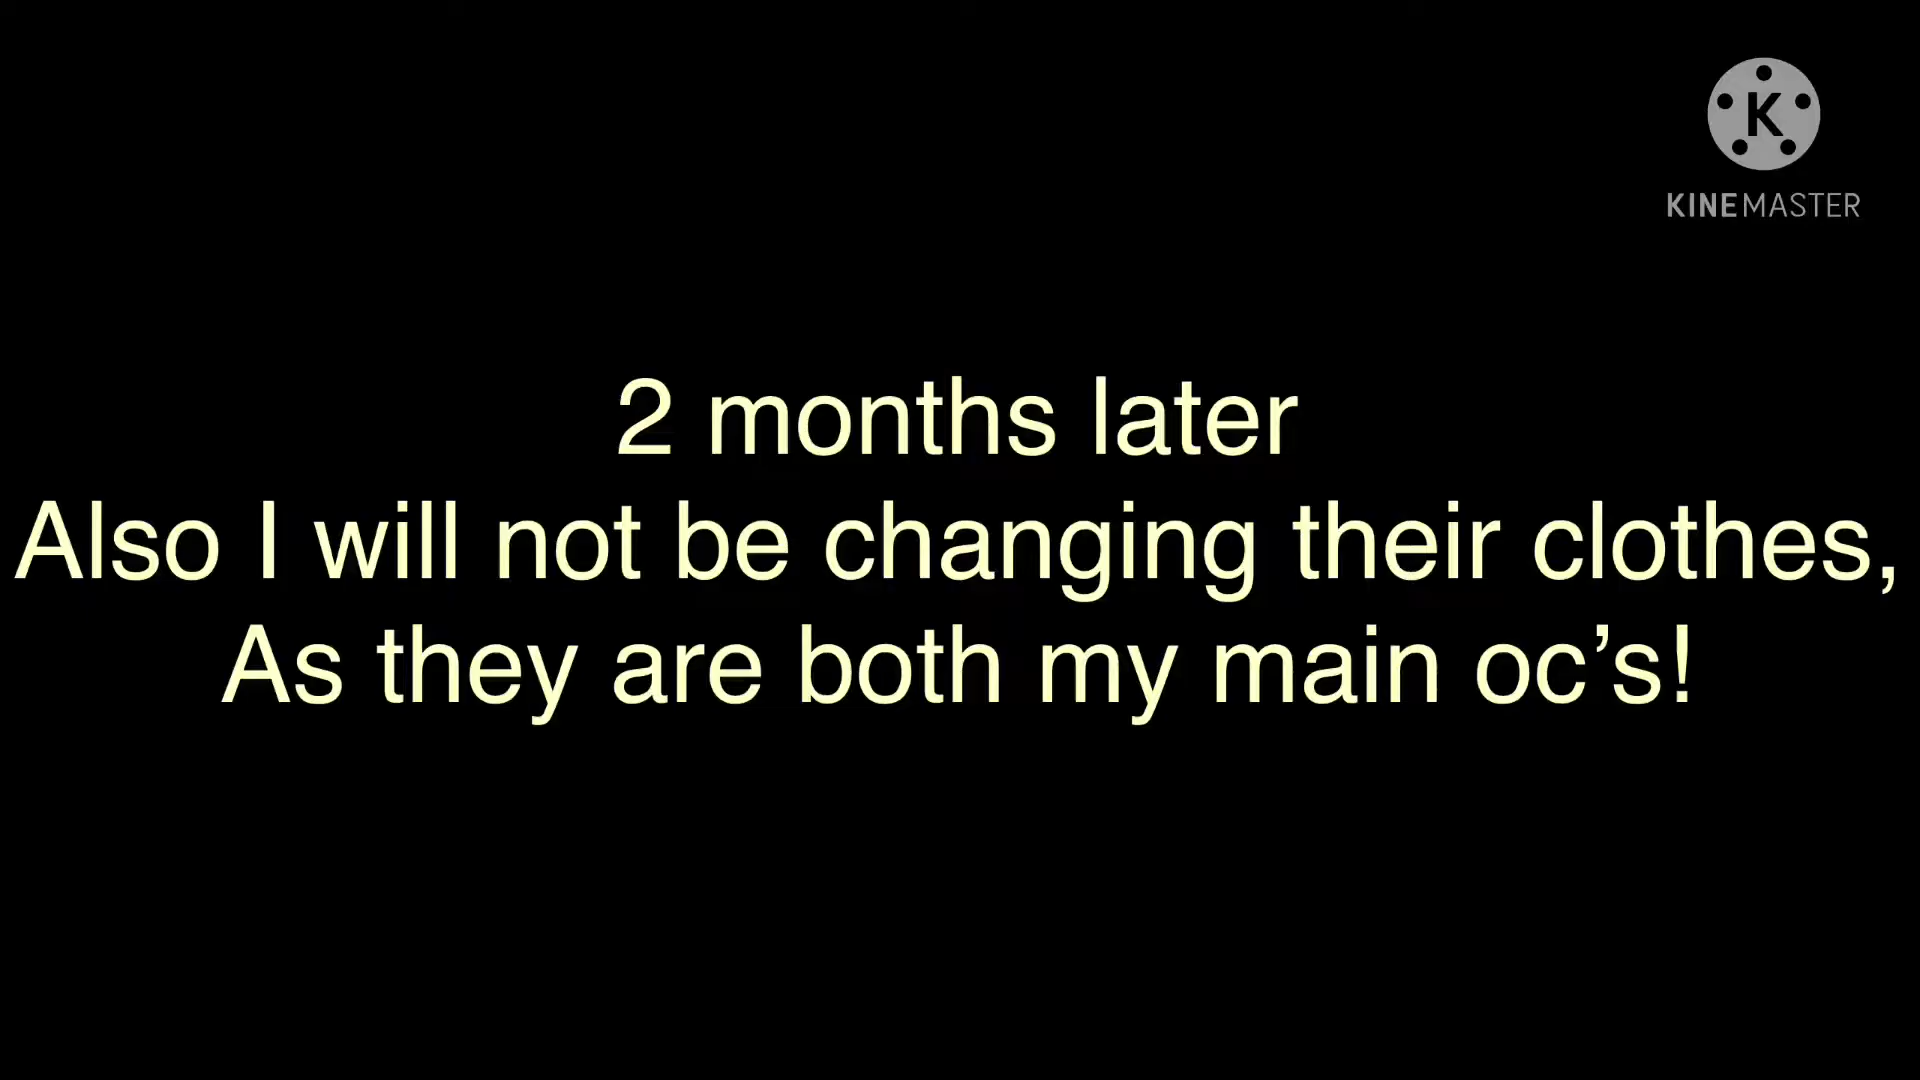 K
KINEMASTER
2 months later
Also I will not be changing their clothes,
As they are both my main oc’s!